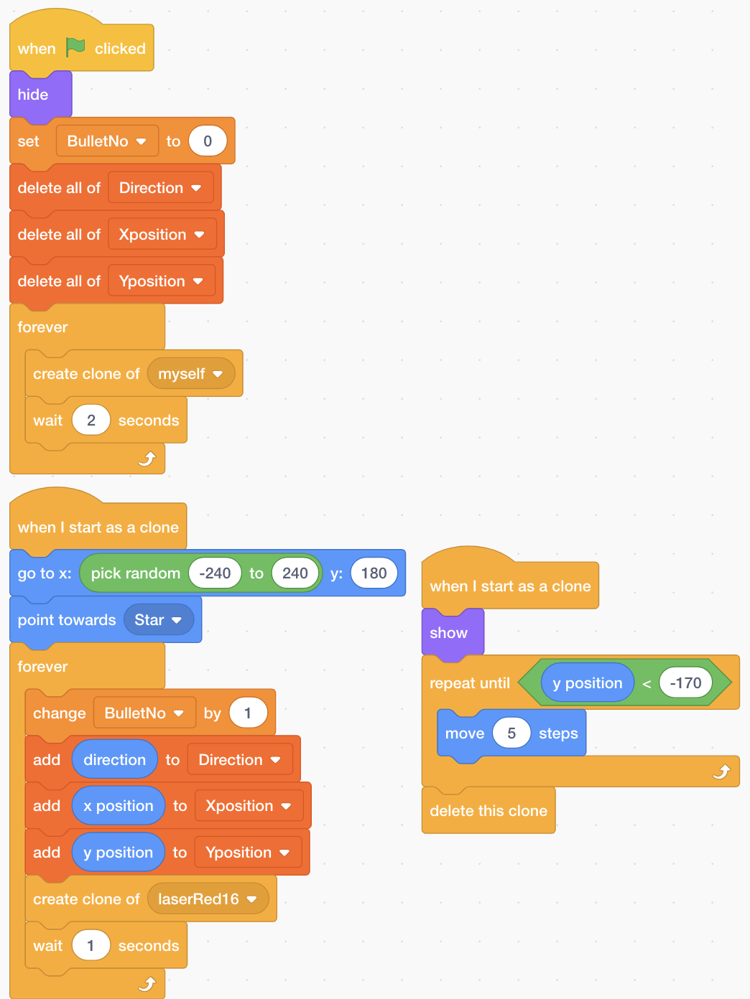 when clicked
hide
set BulletNo to 0
delete all of Direction
delete all of Xposition
delete all of Yposition
forever
create clone of myself
wait 2 seconds
when I start as a clone
go to x: pick random -240 to 240 y: 180
point towards Star
forever
change BulletNo by 1
add direction to Direction
add x position to Xposition
add y position to Yposition
create clone of laserRed16
wait 1 seconds
when I start as a clone
show
repeat until y position < -170
move 5 steps
delete this clone